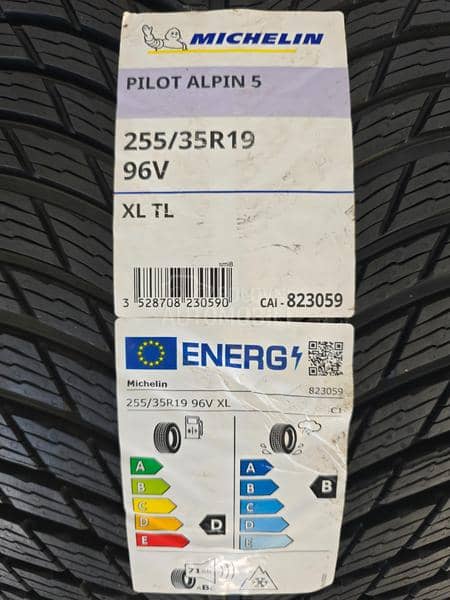 MICHELIN
PILOT ALPIN 5
255/35R19
96V
XL TL
3 528708 230590
CAI - 823059
ENERG
Michelin
823059
255/35R19 96V XL
C1
A
B
C
D
E
D
A
B
C
D
E
B
71
B